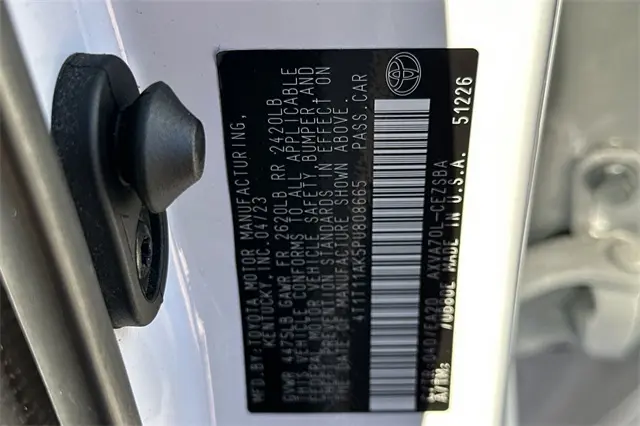 MFD.BY:TOYOTA MOTOR MANUFACTURING,
KENTUCKY, INC. 04/23
GVWR 4475LB GAWR FR 2620LB RR 2420LB
THIS VEHICLE CONFORMS TO ALL APPLICABLE
FEDERAL MOTOR VEHICLE SAFETY BUMPER, AND
THEFT PREVENTION STANDARDS IN EFFECT ON
THE DATE OF MANUFACTURE SHOWN ABOVE.
4T1T11AK5PU808665 PASS.CAR
AXVA70L-CEZSBA
MADE IN U.S.A. 51226